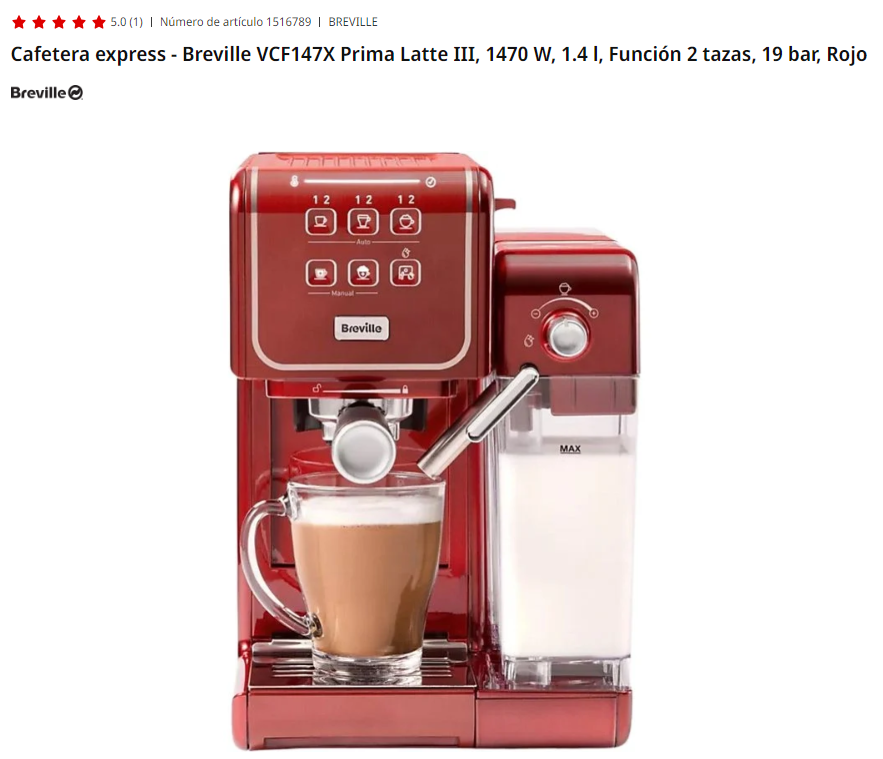 5.0 (1) | Número de artículo 1516789 | BREVILLE
Cafetera express - Breville VCF147X Prima Latte III, 1470 W, 1.4 l, Función 2 tazas, 19 bar, Rojo
Breville
1 2 1 2 1 2
Auto
Manual
Breville
MAX